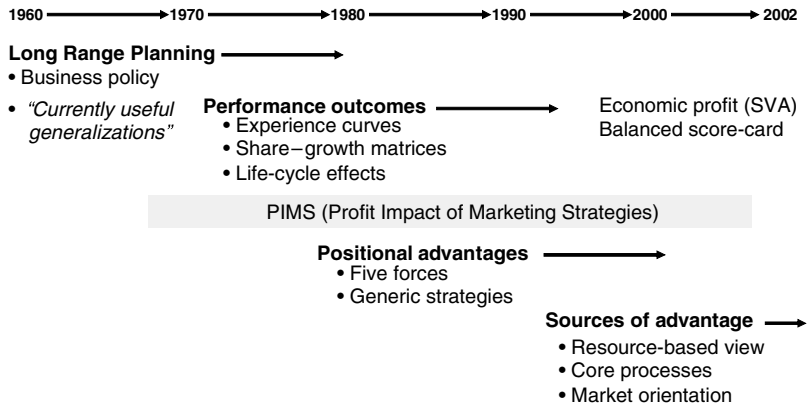 1960 1970 1980 1990 2000 2002
Long Range Planning
• Business policy
• “Currently useful
generalizations”
Performance outcomes
• Experience curves
• Share–growth matrices
• Life-cycle effects
Economic profit (SVA)
Balanced score-card
PIMS (Profit Impact of Marketing Strategies)
Positional advantages
• Five forces
• Generic strategies
Sources of advantage
• Resource-based view
• Core processes
• Market orientation